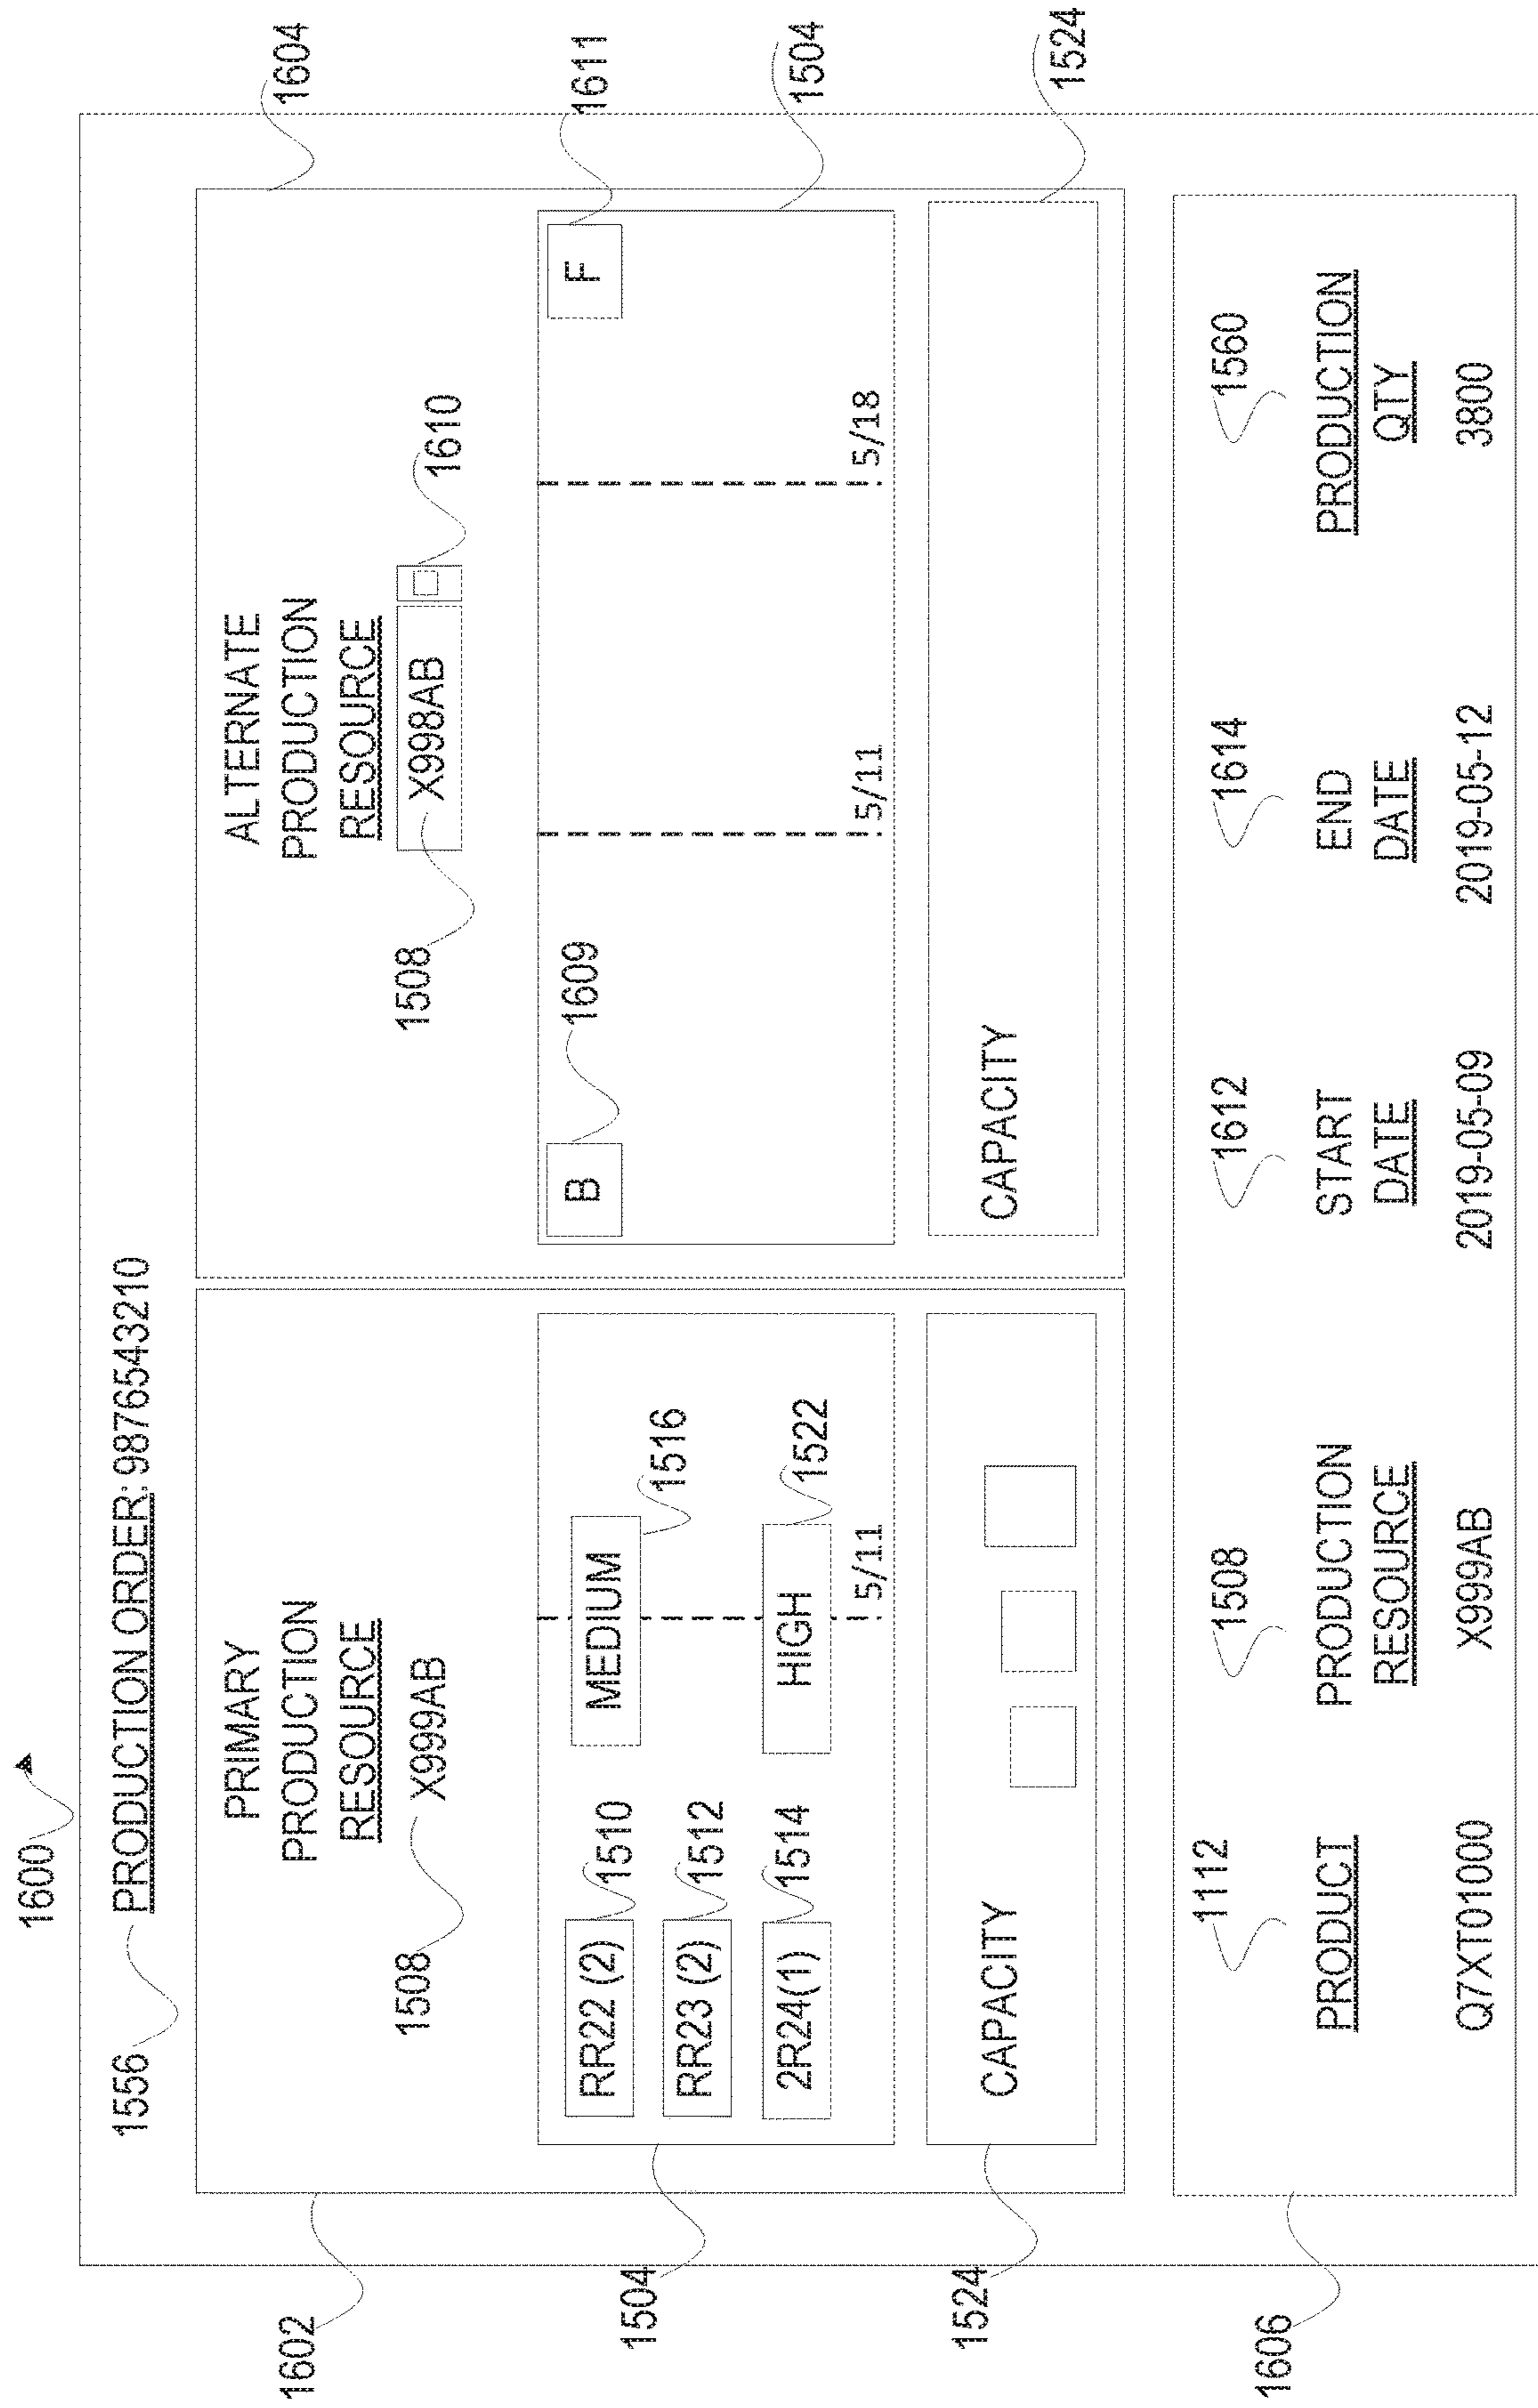 1600
1556
PRODUCTION ORDER: 9876543210
1602
PRIMARY
PRODUCTION
RESOURCE
1508
X999AB
1504
RR22 (2)
1510
MEDIUM
1516
RR23 (2)
1512
2R24(1)
1514
HIGH
1522
5/11
1524
CAPACITY
1604
ALTERNATE
PRODUCTION
RESOURCE
1508
X998AB
1610
B
1609
F
1611
5/11
5/18
1504
CAPACITY
1524
1606
1112
1508
1612
1614
1560
PRODUCT
PRODUCTION
RESOURCE
START
DATE
END
DATE
PRODUCTION
QTY
Q7XT01000
X999AB
2019-05-09
2019-05-12
3800